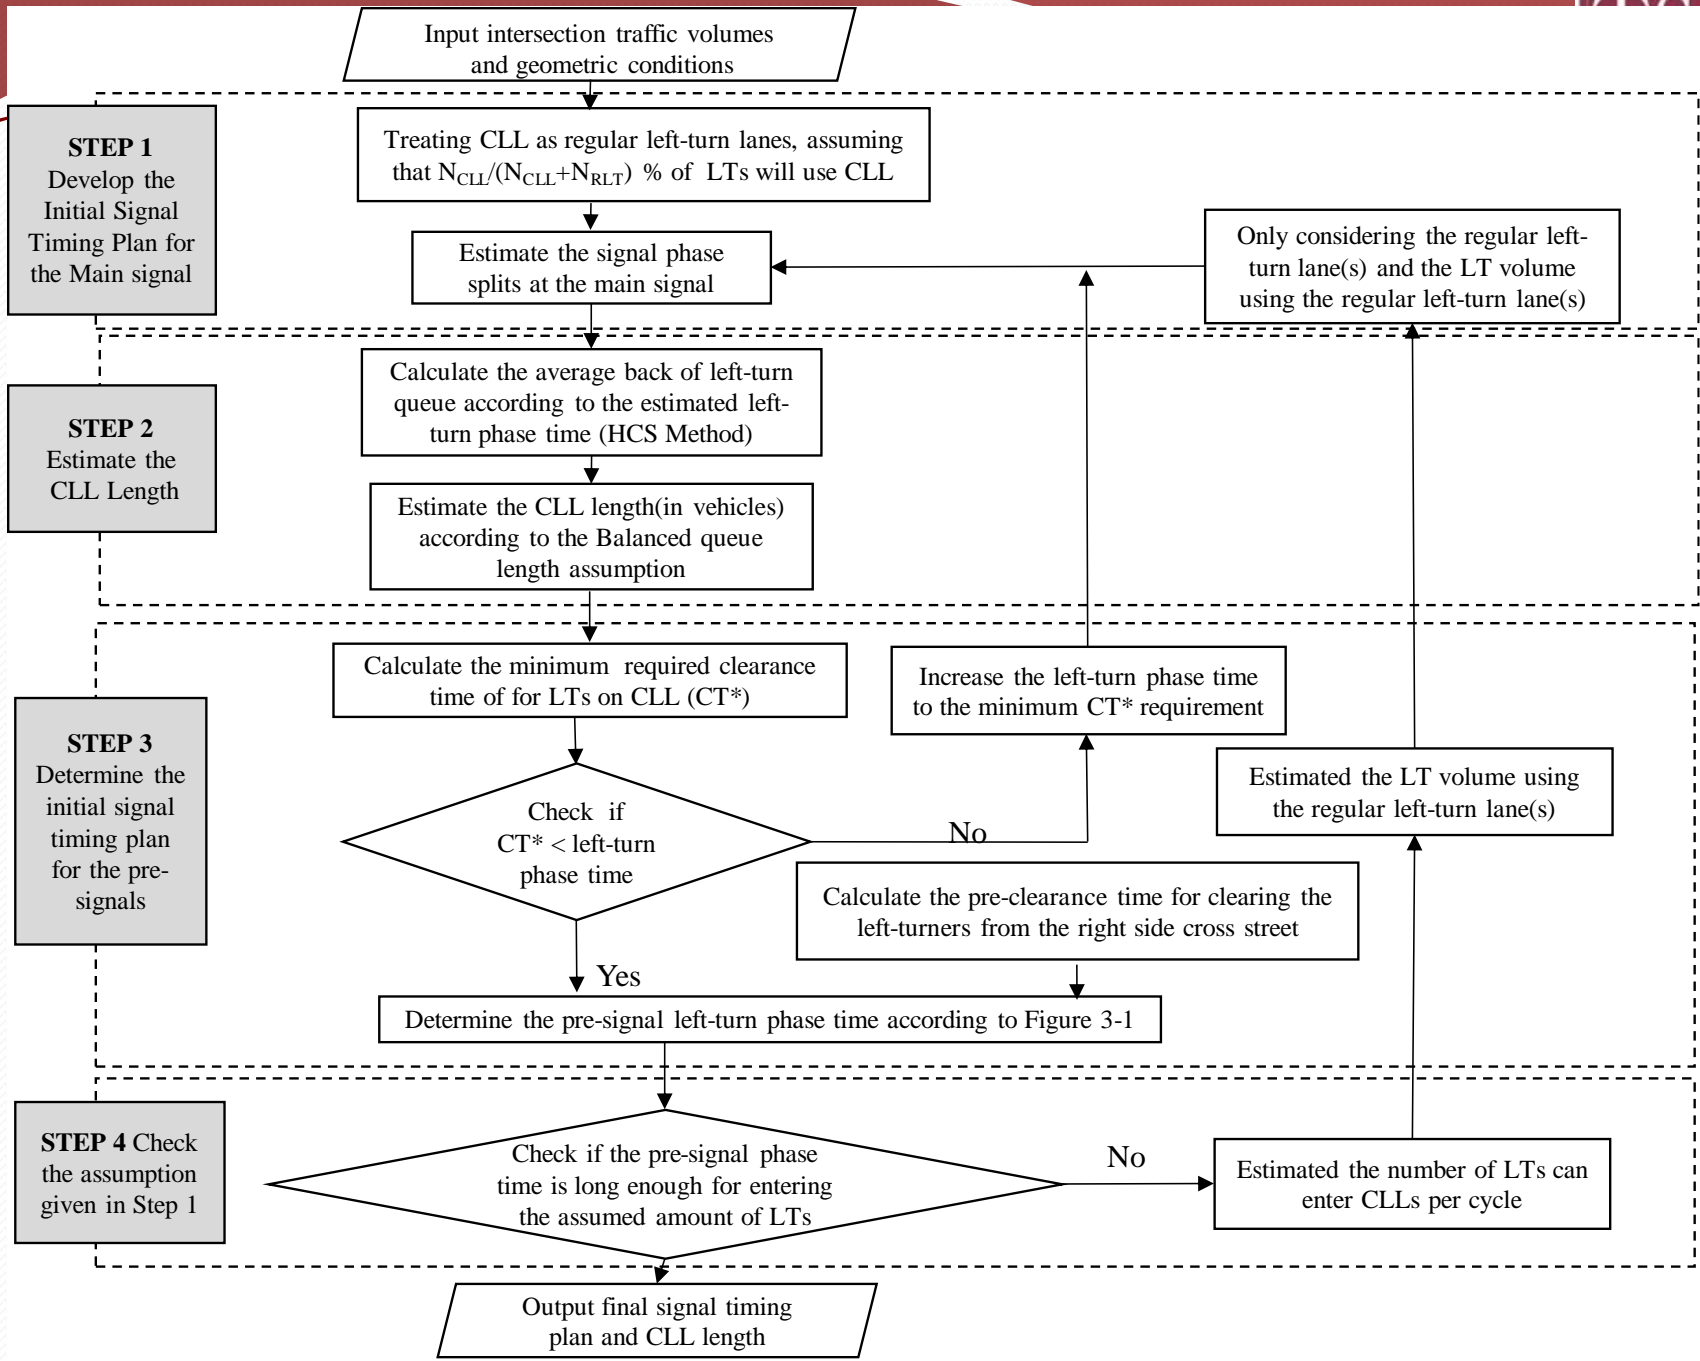 Input intersection traffic volumes
and geometric conditions
STEP 1
Develop the
Initial Signal
Timing Plan for
the Main signal
Treating CLL as regular left-turn lanes, assuming
that N_CLL/(N_CLL+N_RLT) % of LTs will use CLL
Estimate the signal phase
splits at the main signal
Only considering the regular left-
turn lane(s) and the LT volume
using the regular left-turn lane(s)
STEP 2
Estimate the
CLL Length
Calculate the average back of left-turn
queue according to the estimated left-
turn phase time (HCS Method)
Estimate the CLL length(in vehicles)
according to the Balanced queue
length assumption
STEP 3
Determine the
initial signal
timing plan
for the pre-
signals
Calculate the minimum required clearance
time of for LTs on CLL (CT*)
Increase the left-turn phase time
to the minimum CT* requirement
Estimated the LT volume using
the regular left-turn lane(s)
Check if
CT* < left-turn
phase time
No
Calculate the pre-clearance time for clearing the
left-turners from the right side cross street
Yes
Determine the pre-signal left-turn phase time according to Figure 3-1
STEP 4 Check
the assumption
given in Step 1
Check if the pre-signal phase
time is long enough for entering
the assumed amount of LTs
No
Estimated the number of LTs can
enter CLLs per cycle
Output final signal timing
plan and CLL length